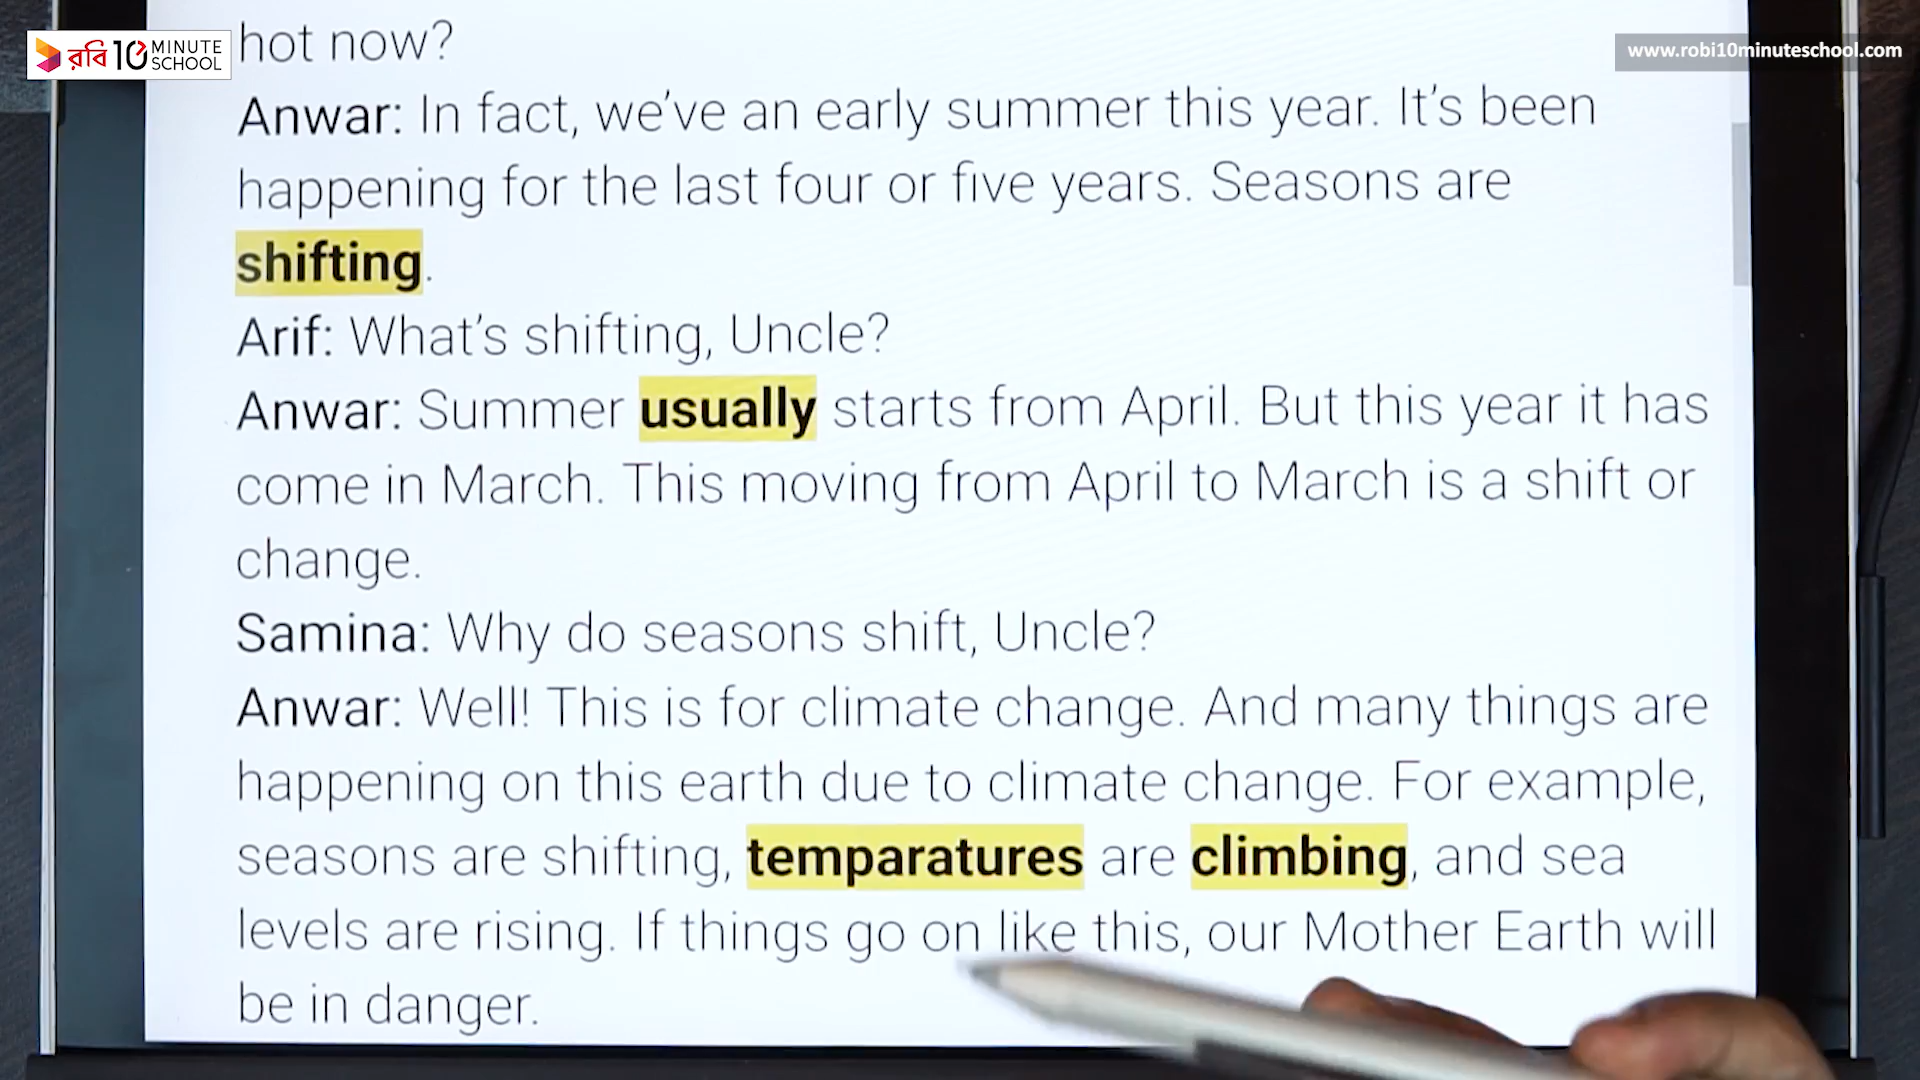 রবি 10 MINUTE SCHOOL
www.robi10minuteschool.com
hot now?
Anwar: In fact, we've an early summer this year. It's been
happening for the last four or five years. Seasons are
shifting.
Arif: What's shifting, Uncle?
Anwar: Summer usually starts from April. But this year it has
come in March. This moving from April to March is a shift or
change.
Samina: Why do seasons shift, Uncle?
Anwar: Well! This is for climate change. And many things are
happening on this earth due to climate change. For example,
seasons are shifting, temparatures are climbing, and sea
levels are rising. If things go on like this, our Mother Earth will
be in danger.